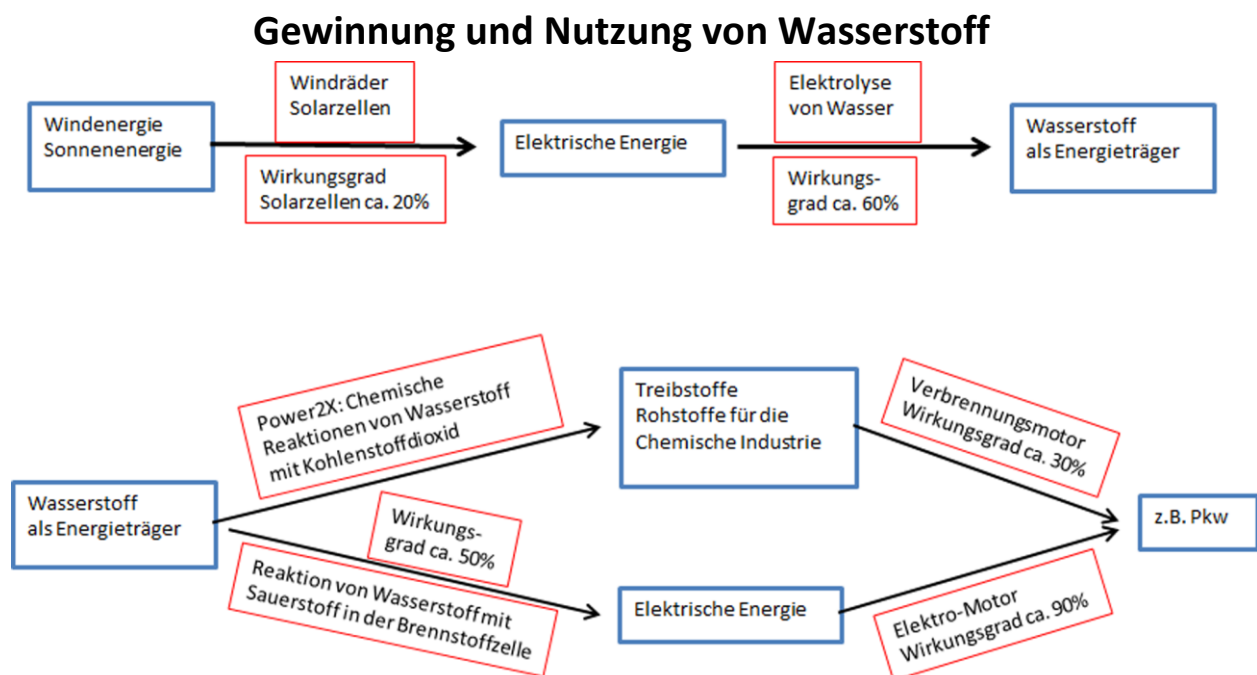 Gewinnung und Nutzung von Wasserstoff
Windräder
Solarzellen
Elektrolyse
von Wasser
Windenergie
Sonnenenergie
Elektrische Energie
Wasserstoff
als Energieträger
Wirkungsgrad
Solarzellen ca. 20%
Wirkungs-
grad ca. 60%
Power2X: Chemische
Reaktionen von Wasserstoff
mit Kohlenstoffdioxid
Treibstoffe
Rohstoffe für die
Chemische Industrie
Verbrennungsmotor
Wirkungsgrad ca. 30%
Wasserstoff
als Energieträger
Wirkungs-
grad ca. 50%
z.B. Pkw
Reaktion von Wasserstoff mit
Sauerstoff in der Brennstoffzelle
Elektrische Energie
Elektro-Motor
Wirkungsgrad ca. 90%